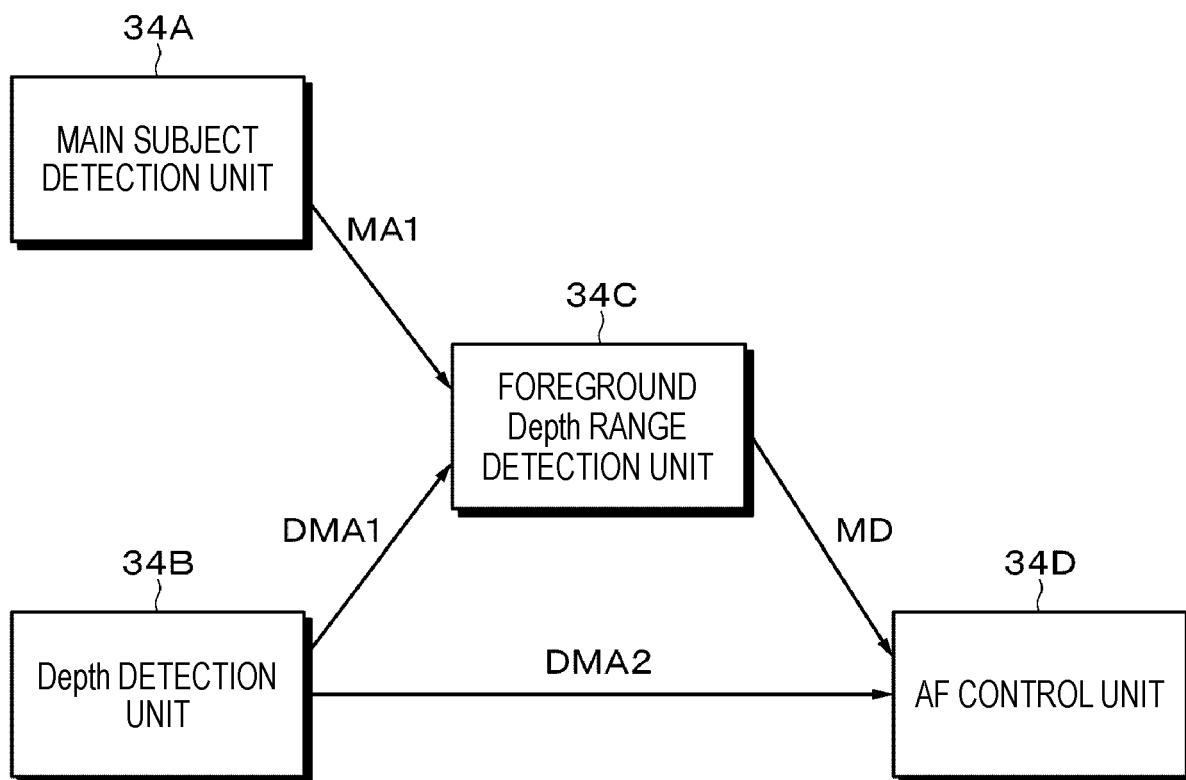 34A
MAIN SUBJECT
DETECTION UNIT
MA1
34C
FOREGROUND
Depth RANGE
DETECTION UNIT
DMA1
MD
34B
34D
Depth DETECTION
UNIT
DMA2
AF CONTROL UNIT